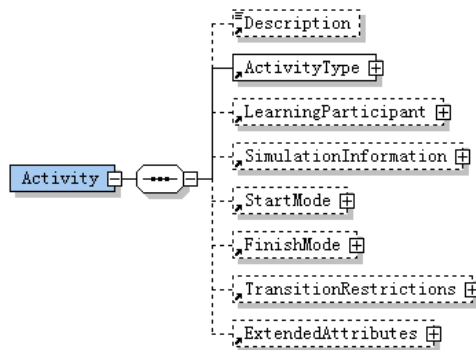 Description
ActivityType
LearningParticipant
SimulationInformation
Activity
StartMode
FinishMode
TransitionRestrictions
ExtendedAttributes